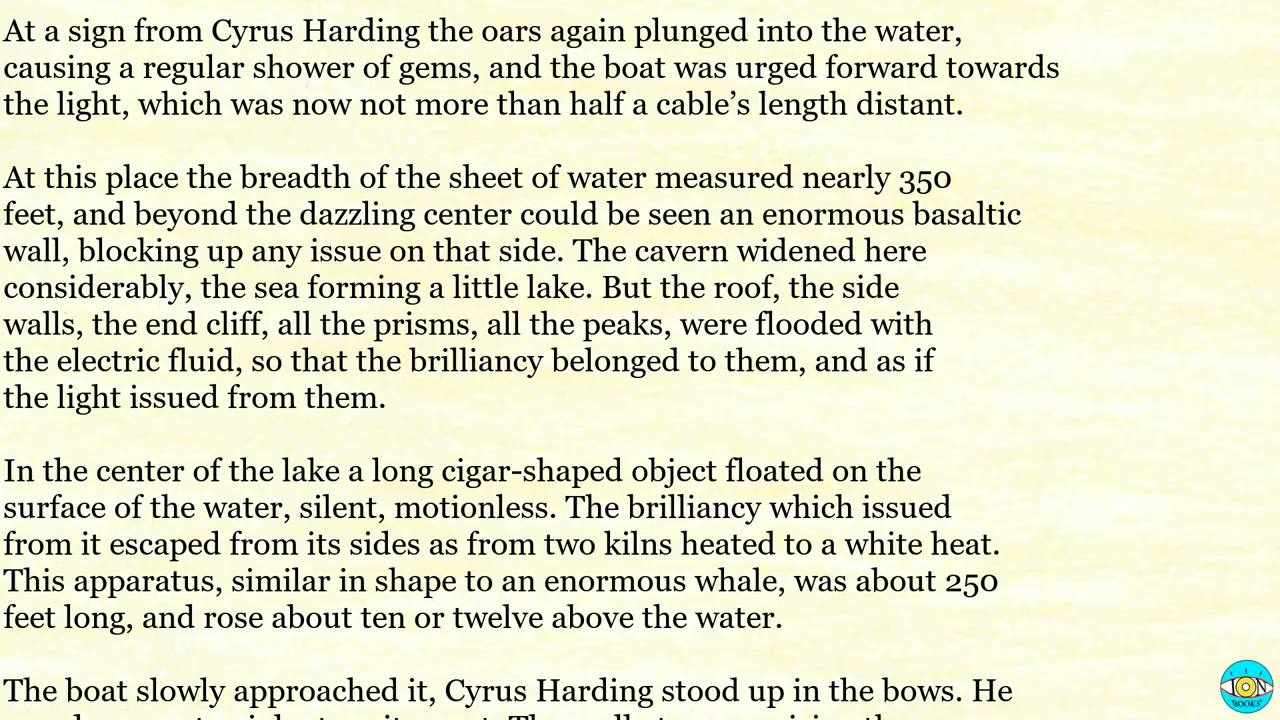 At a sign from Cyrus Harding the oars again plunged into the water,
causing a regular shower of gems, and the boat was urged forward towards
the light, which was now not more than half a cable’s length distant.
At this place the breadth of the sheet of water measured nearly 350
feet, and beyond the dazzling center could be seen an enormous basaltic
wall, blocking up any issue on that side. The cavern widened here
considerably, the sea forming a little lake. But the roof, the side
walls, the end cliff, all the prisms, all the peaks, were flooded with
the electric fluid, so that the brilliancy belonged to them, and as if
the light issued from them.
In the center of the lake a long cigar-shaped object floated on the
surface of the water, silent, motionless. The brilliancy which issued
from it escaped from its sides as from two kilns heated to a white heat.
This apparatus, similar in shape to an enormous whale, was about 250
feet long, and rose about ten or twelve above the water.
The boat slowly approached it, Cyrus Harding stood up in the bows. He
ION
BOOKS